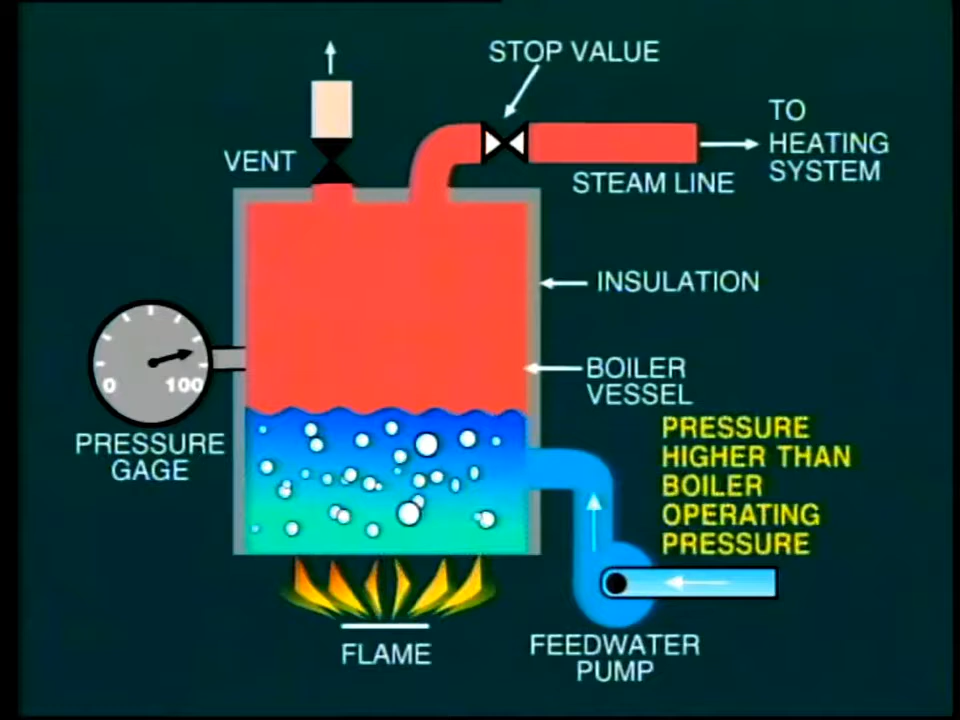 STOP VALUE
TO
HEATING
SYSTEM
VENT
STEAM LINE
INSULATION
0 100
BOILER
VESSEL
PRESSURE
GAGE
PRESSURE
HIGHER THAN
BOILER
OPERATING
PRESSURE
FLAME
FEEDWATER
PUMP